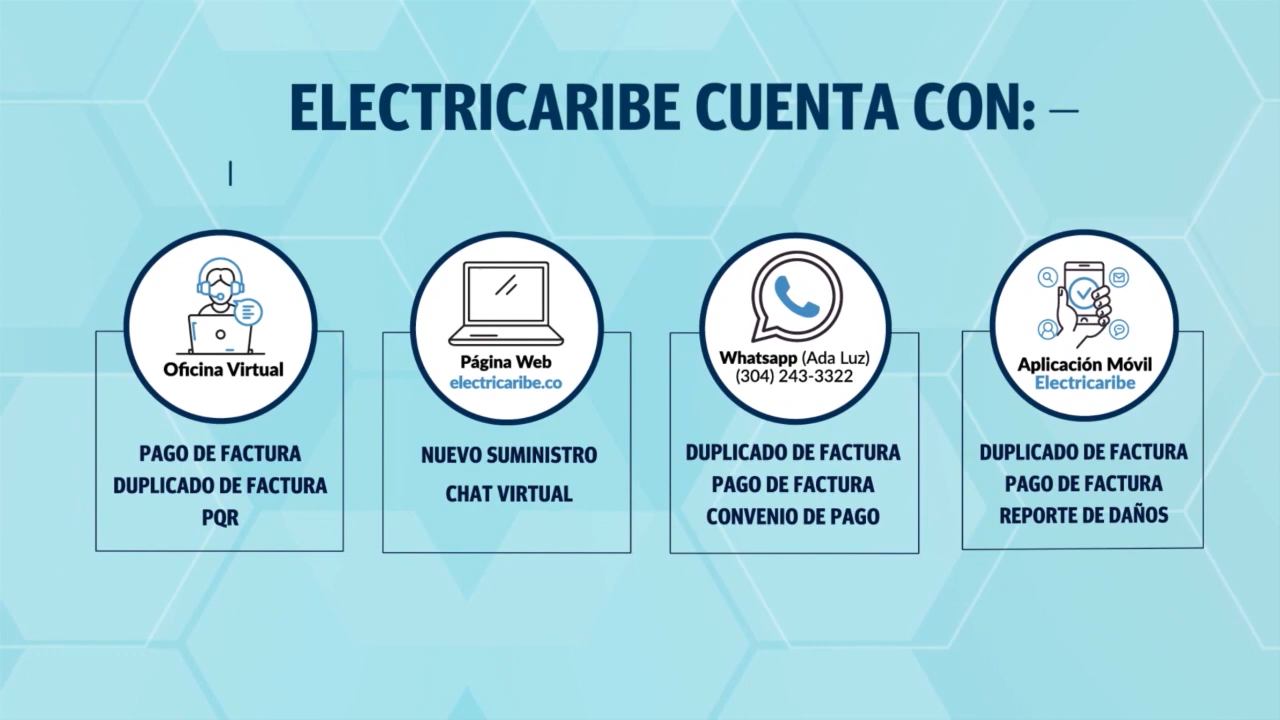 ELECTRICARIBE CUENTA CON:
Oficina Virtual
PAGO DE FACTURA
DUPLICADO DE FACTURA
PQR
Página Web
electricaribe.co
NUEVO SUMINISTRO
CHAT VIRTUAL
Whatsapp (Ada Luz)
(304) 243-3322
DUPLICADO DE FACTURA
PAGO DE FACTURA
CONVENIO DE PAGO
Aplicación Móvil
Electricaribe
DUPLICADO DE FACTURA
PAGO DE FACTURA
REPORTE DE DAÑOS